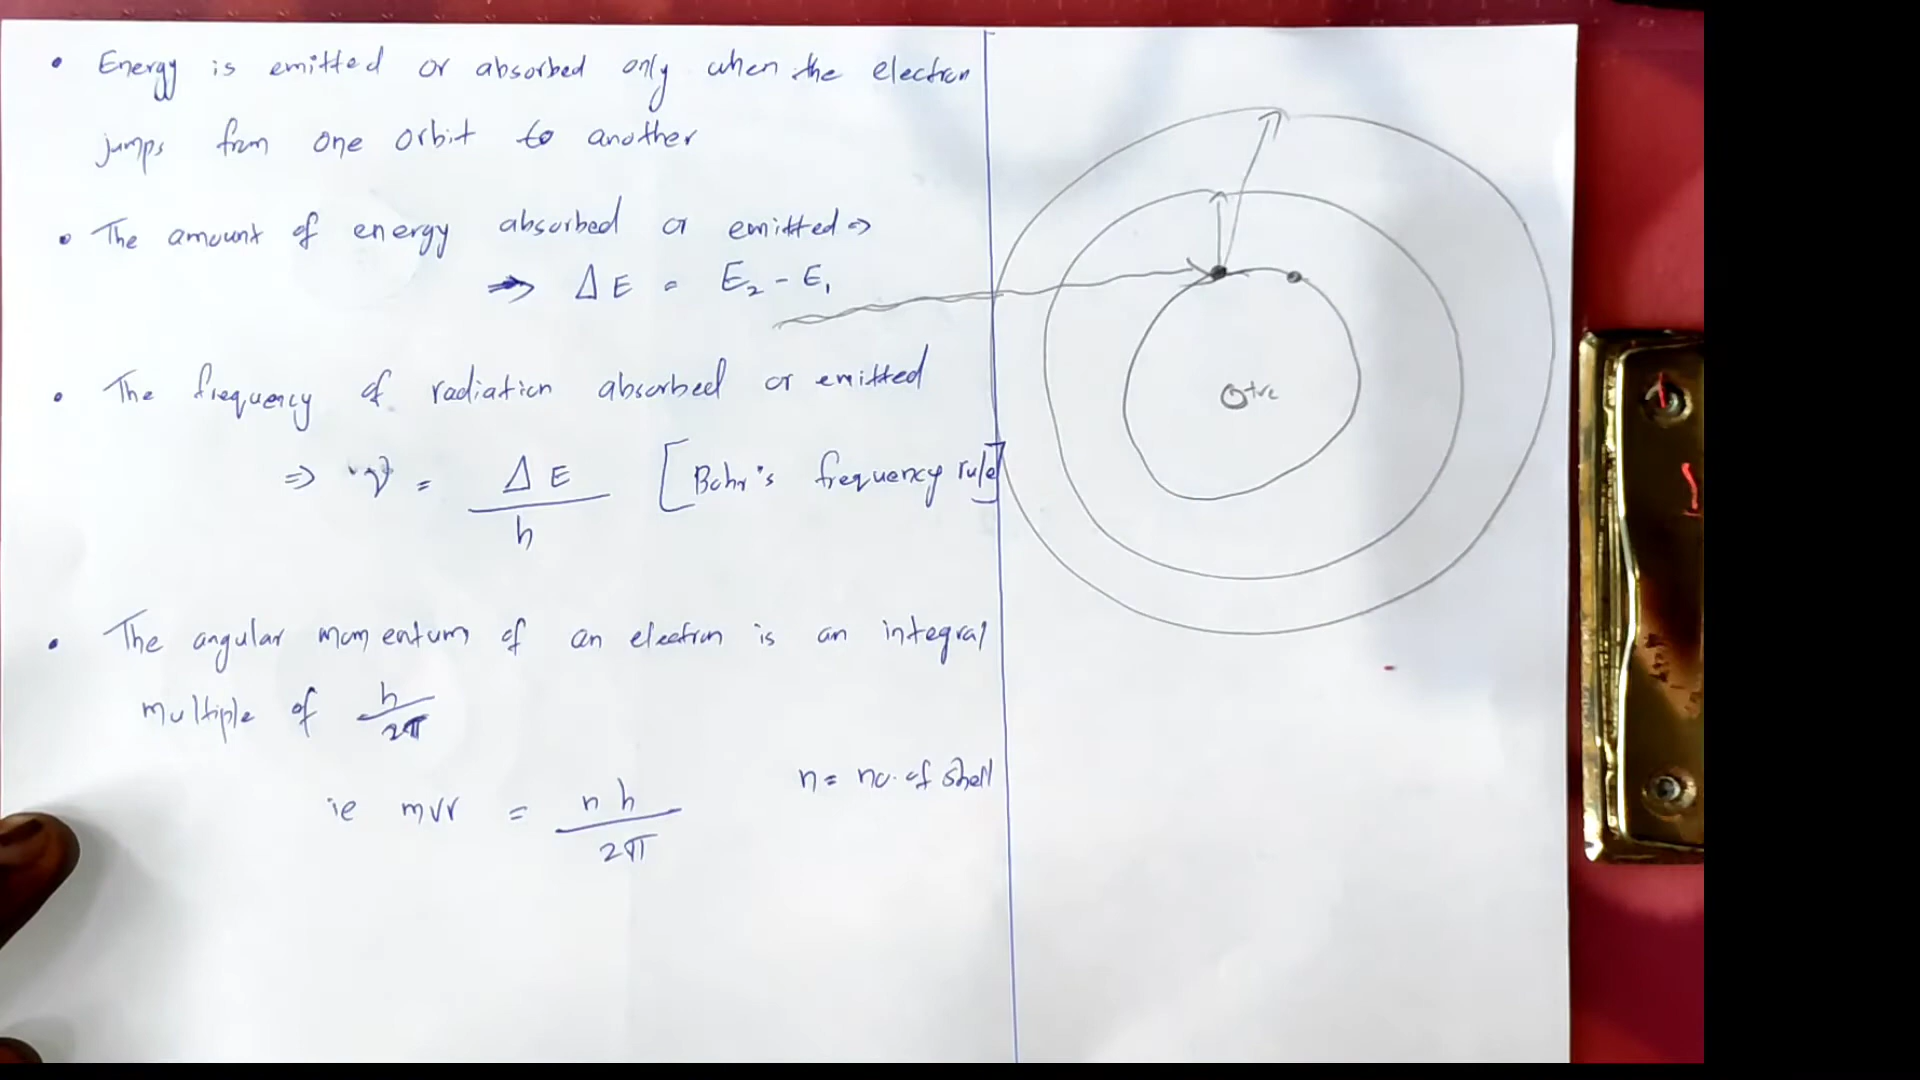 • Energy is emitted or absorbed only when the electron
jumps from one orbit to another
• The amount of energy absorbed or emitted ⇒
⇒ ΔE = E₂ - E₁
• The frequency of radiation absorbed or emitted
⇒ ν = ΔE / h [Bohr's frequency rule]
• The angular momentum of an electron is an integral
multiple of h / 2π
n = no. of shell
ie mvr = nh / 2π
+ve